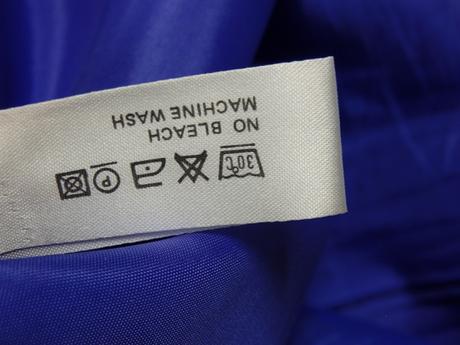 30°C P
NO BLEACH
MACHINE WASH